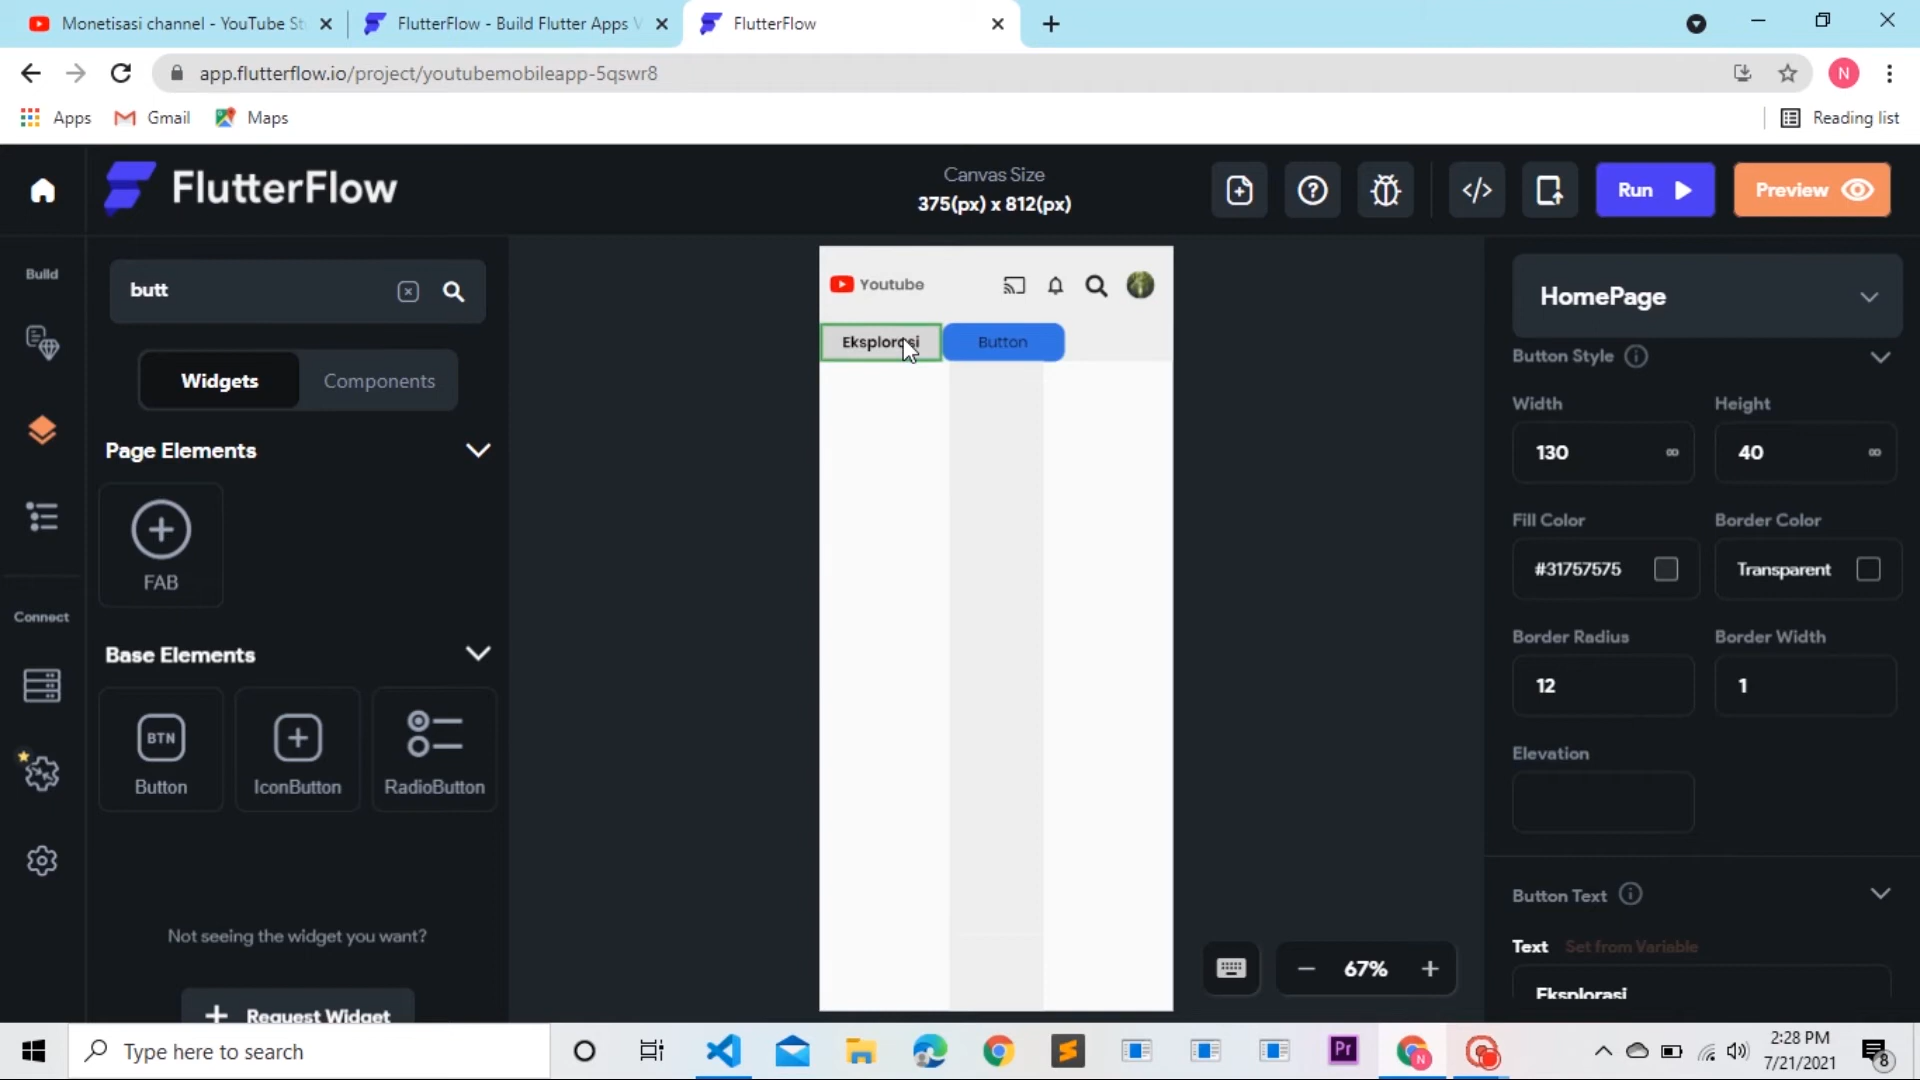 Monetisasi channel - YouTube St
FlutterFlow - Build Flutter Apps V
FlutterFlow
app.flutterflow.io/project/youtubemobileapp-5qswr8
N
Apps
Gmail
Maps
Reading list
FlutterFlow
Canvas Size
375(px) x 812(px)
Run
Preview
Build
butt
Widgets
Components
Page Elements
FAB
Connect
Base Elements
BTN
Button
IconButton
RadioButton
Not seeing the widget you want?
Request Widget
Youtube
Eksplorasi
Button
67%
HomePage
Button Style
Width
Height
130
40
Fill Color
Border Color
#31757575
Transparent
Border Radius
Border Width
12
1
Elevation
Button Text
Text
Set from Variable
Eksplorasi
Type here to search
Pr
N
2:28 PM
7/21/2021
8